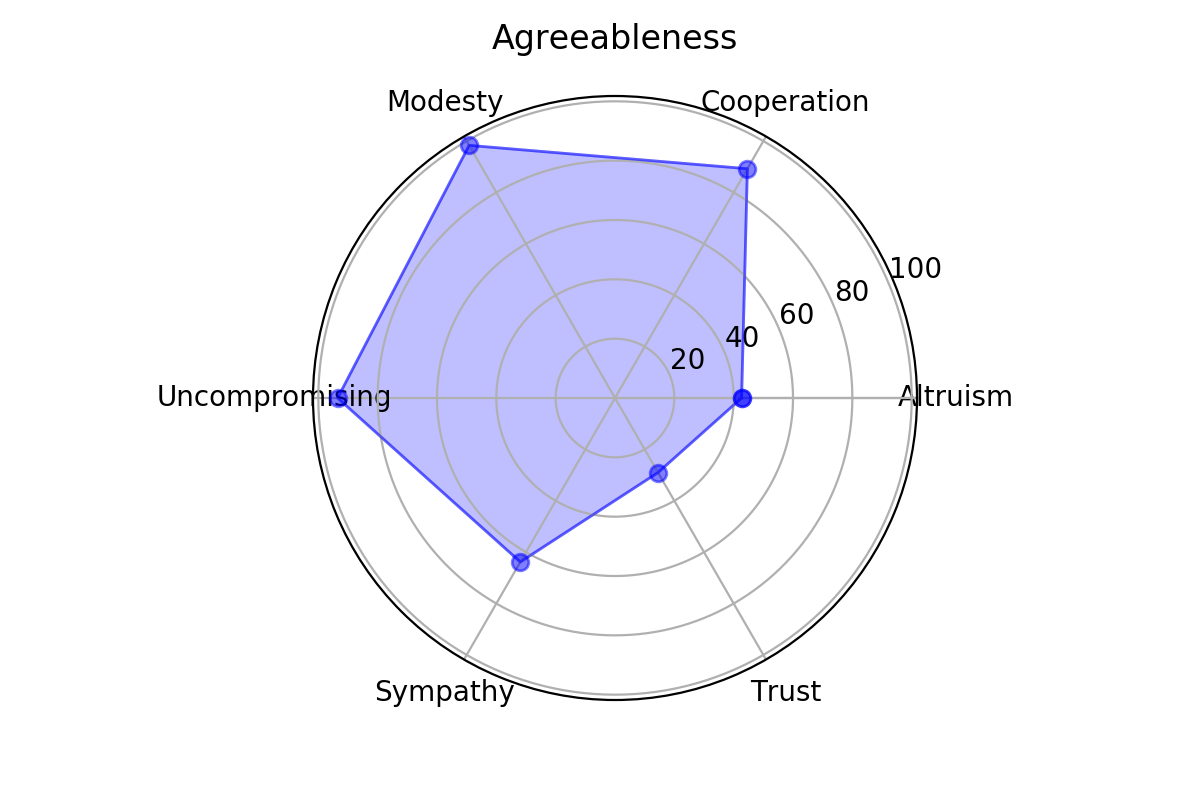 Agreeableness
Modesty
Cooperation
100
80
60
40
20
Uncompromising
Altruism
Sympathy
Trust